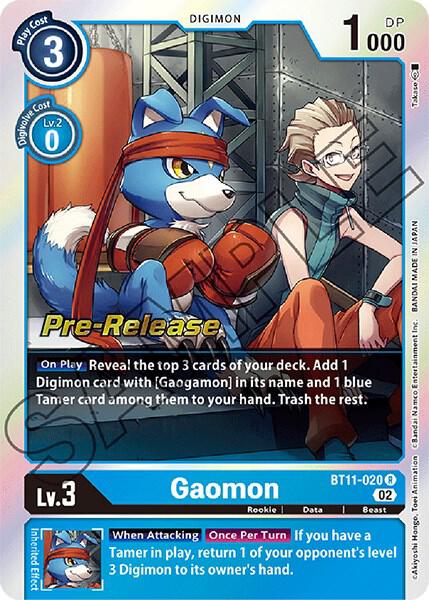 Play Cost
3
DIGIMON
DP
1000
Digivolve Cost
Lv.2
0
Takase
Pre-Release
SAMPLE
On Play Reveal the top 3 cards of your deck. Add 1
Digimon card with [Gaogamon] in its name and 1 blue
Tamer card among them to your hand. Trash the rest.
©Akiyoshi Hongo, Toei Animation ©Bandai Namco Entertainment Inc. BANDAI MADE IN JAPAN
Lv.3
Gaomon
BT11-020 R
02
Rookie | Data | Beast
Inherited Effect
When Attacking Once Per Turn If you have a
Tamer in play, return 1 of your opponent's level
3 Digimon to its owner's hand.